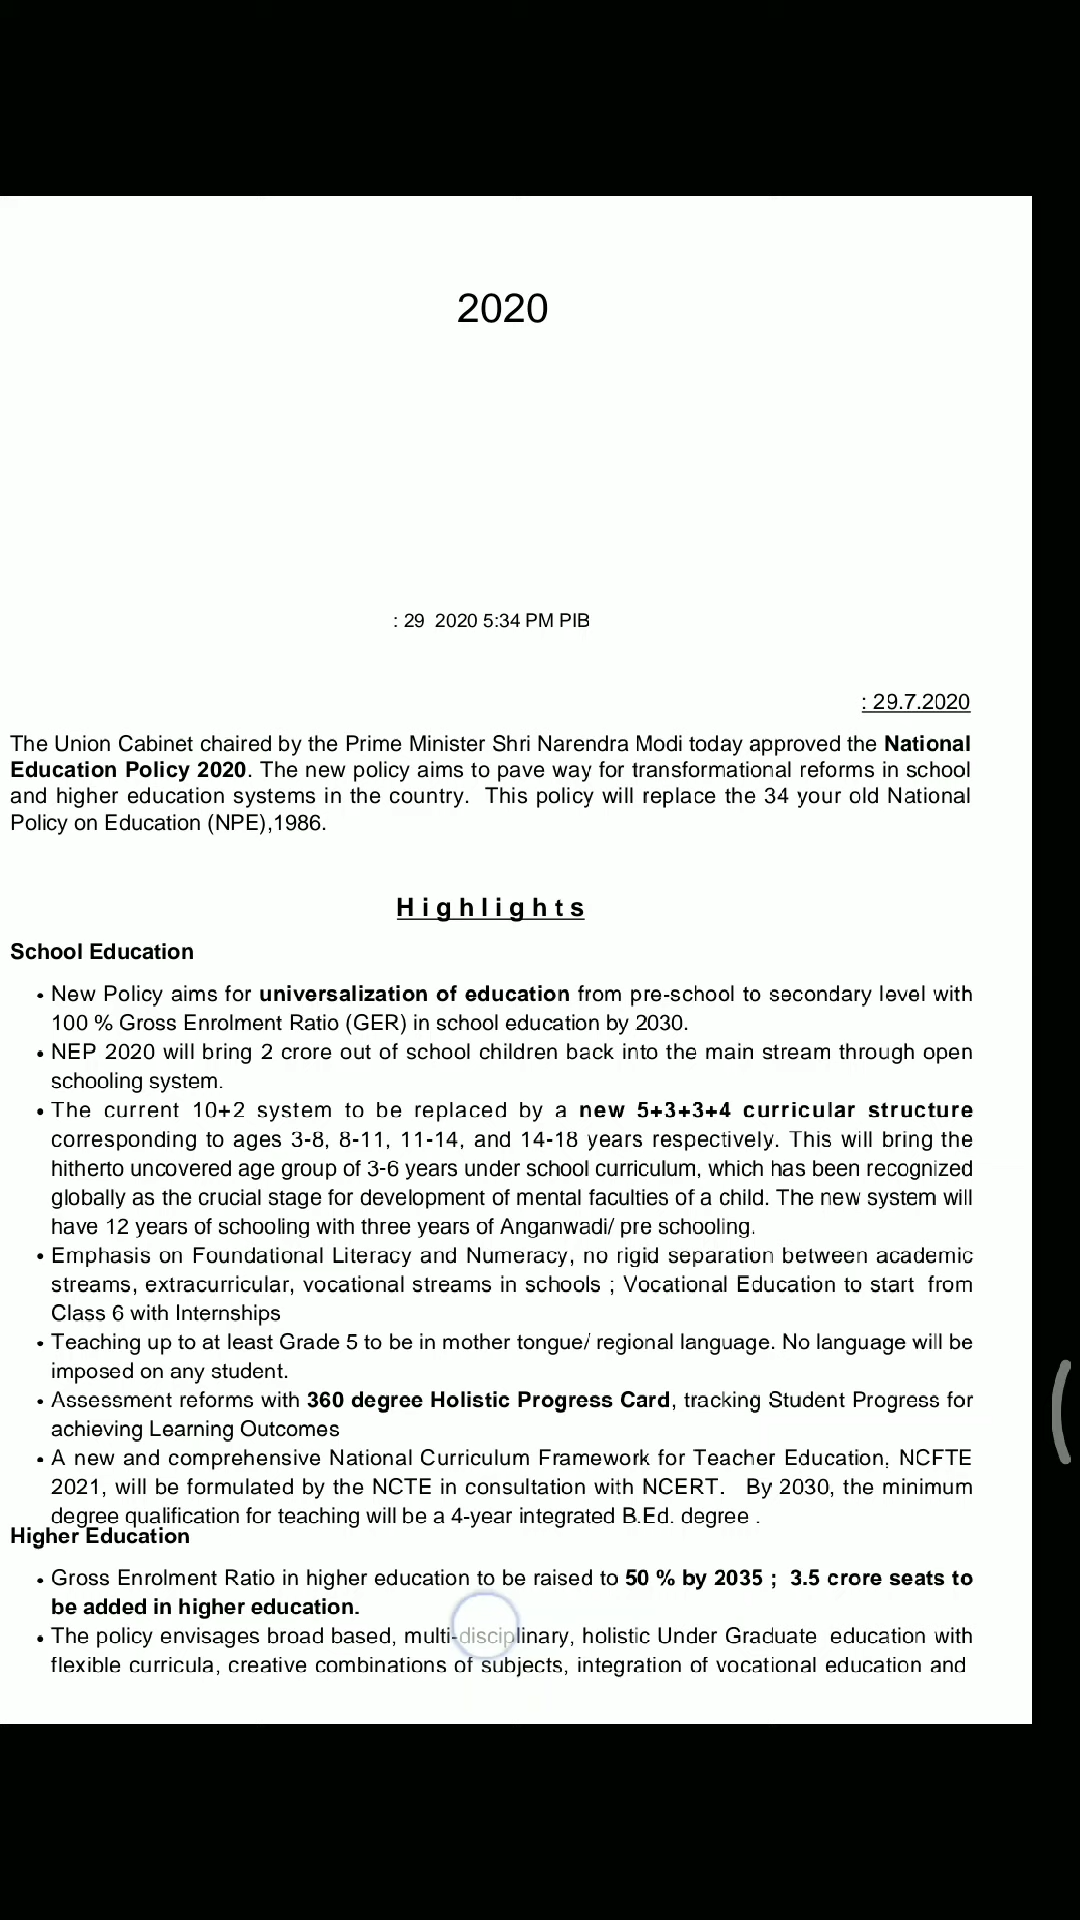 2020
: 29 2020 5:34 PM PIB
: 29.7.2020
The Union Cabinet chaired by the Prime Minister Shri Narendra Modi today approved the National
Education Policy 2020. The new policy aims to pave way for transformational reforms in school
and higher education systems in the country. This policy will replace the 34 your old National
Policy on Education (NPE),1986.
Highlights
School Education
• New Policy aims for universalization of education from pre-school to secondary level with
100 % Gross Enrolment Ratio (GER) in school education by 2030.
• NEP 2020 will bring 2 crore out of school children back into the main stream through open
schooling system.
• The current 10+2 system to be replaced by a new 5+3+3+4 curricular structure
corresponding to ages 3-8, 8-11, 11-14, and 14-18 years respectively. This will bring the
hitherto uncovered age group of 3-6 years under school curriculum, which has been recognized
globally as the crucial stage for development of mental faculties of a child. The new system will
have 12 years of schooling with three years of Anganwadi/ pre schooling.
• Emphasis on Foundational Literacy and Numeracy, no rigid separation between academic
streams, extracurricular, vocational streams in schools ; Vocational Education to start from
Class 6 with Internships
• Teaching up to at least Grade 5 to be in mother tongue/ regional language. No language will be
imposed on any student.
• Assessment reforms with 360 degree Holistic Progress Card, tracking Student Progress for
achieving Learning Outcomes
• A new and comprehensive National Curriculum Framework for Teacher Education, NCFTE
2021, will be formulated by the NCTE in consultation with NCERT. By 2030, the minimum
degree qualification for teaching will be a 4-year integrated B.Ed. degree .
Higher Education
• Gross Enrolment Ratio in higher education to be raised to 50 % by 2035 ; 3.5 crore seats to
be added in higher education.
• The policy envisages broad based, multi-disciplinary, holistic Under Graduate education with
flexible curricula, creative combinations of subjects, integration of vocational education and